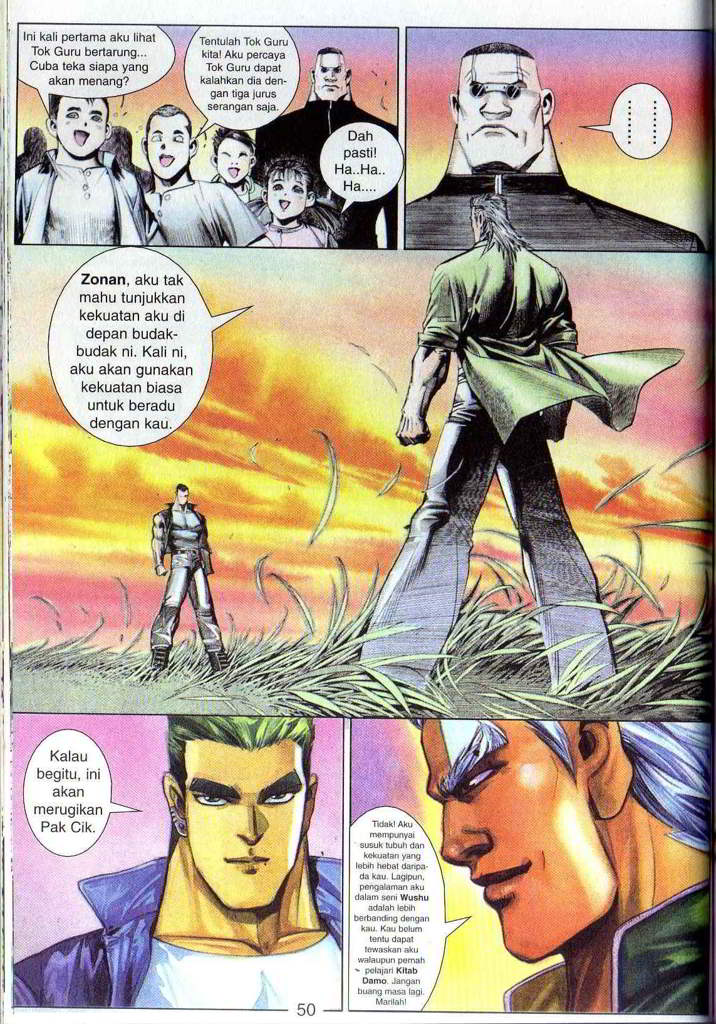 Ini kali pertama aku lihat
Tok Guru bertarung...
Cuba teka siapa yang
akan menang?
Tentulah Tok Guru
kita! Aku percaya
Tok Guru dapat
kalahkan dia den-
gan tiga jurus
serangan saja.
Dah
pasti!
Ha..Ha..
Ha....
Zonan, aku tak
mahu tunjukkan
kekuatan aku di
depan budak-
budak ni. Kali ni,
aku akan gunakan
kekuatan biasa
untuk beradu
dengan kau.
Kalau
begitu, ini
akan
merugikan
Pak Cik.
Tidak! Aku
mempunyai
susuk tubuh dan
kekuatan yang
lebih hebat daripa-
da kau. Lagipun,
pengalaman aku
dalam seni Wushu
adalah lebih
berbanding dengan
kau. Kau belum
tentu dapat
tewaskan aku
walaupun pernah
pelajari Kitab
Damo. Jangan
buang masa lagi.
Marilah!
50